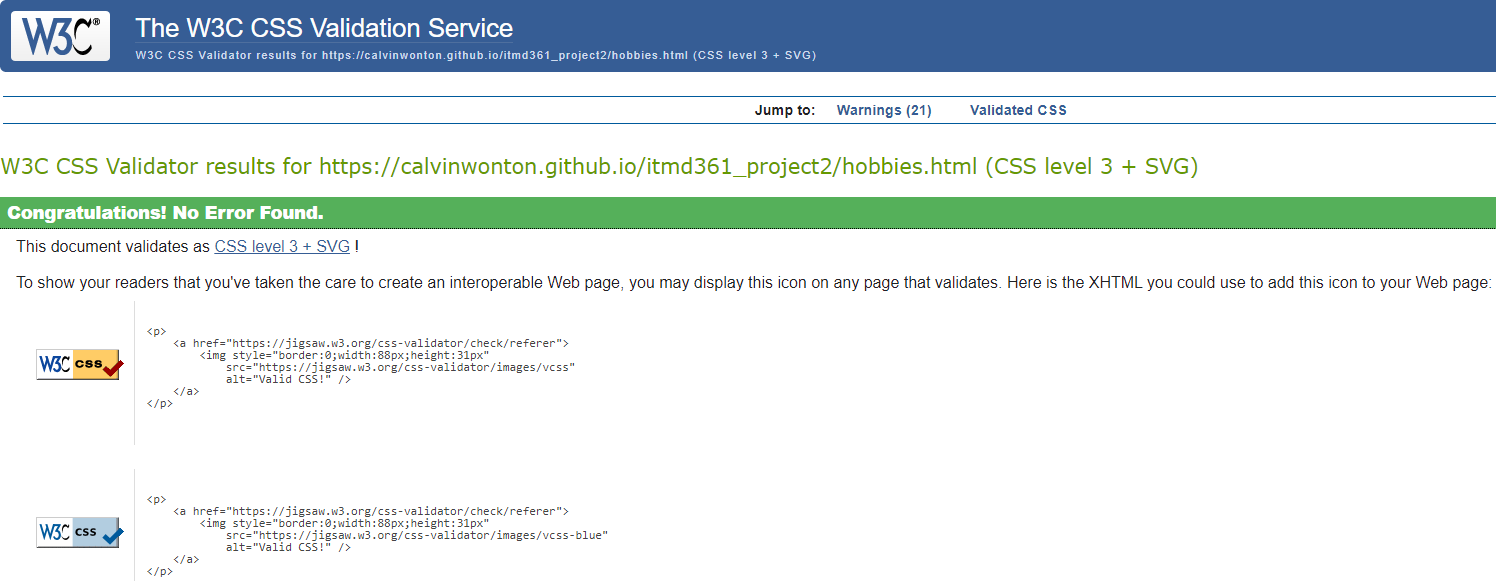 W3C® The W3C CSS Validation Service
W3C CSS Validator results for https://calvinwonton.github.io/itmd361_project2/hobbies.html (CSS level 3 + SVG)
Jump to: Warnings (21) Validated CSS
W3C CSS Validator results for https://calvinwonton.github.io/itmd361_project2/hobbies.html (CSS level 3 + SVG)
Congratulations! No Error Found.
This document validates as CSS level 3 + SVG !
To show your readers that you've taken the care to create an interoperable Web page, you may display this icon on any page that validates. Here is the XHTML you could use to add this icon to your Web page:
W3C css
<p>
    <a href="https://jigsaw.w3.org/css-validator/check/referer">
        <img style="border:0;width:88px;height:31px"
            src="https://jigsaw.w3.org/css-validator/images/vcss"
            alt="Valid CSS!" />
    </a>
</p>
W3C css
<p>
    <a href="https://jigsaw.w3.org/css-validator/check/referer">
        <img style="border:0;width:88px;height:31px"
            src="https://jigsaw.w3.org/css-validator/images/vcss-blue"
            alt="Valid CSS!" />
    </a>
</p>